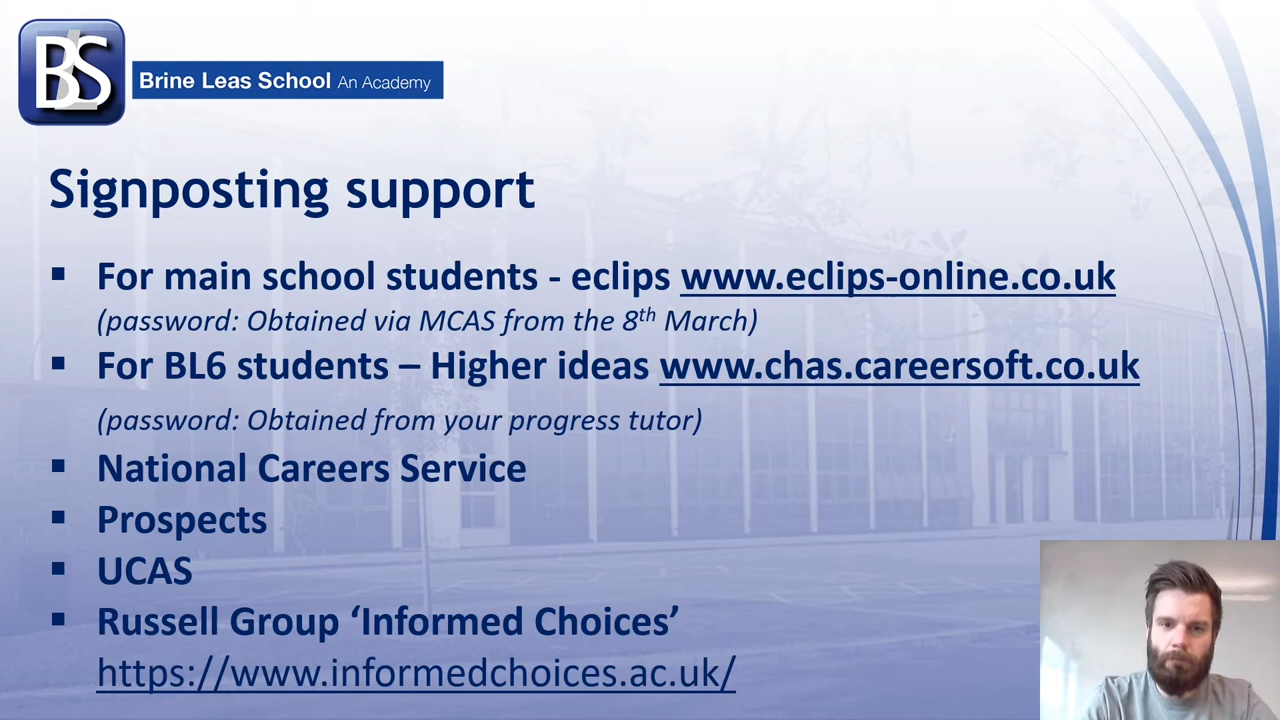 BLS
Brine Leas School An Academy
Signposting support
▪ For main school students - eclips www.eclips-online.co.uk
(password: Obtained via MCAS from the 8th March)
▪ For BL6 students – Higher ideas www.chas.careersoft.co.uk
(password: Obtained from your progress tutor)
▪ National Careers Service
▪ Prospects
▪ UCAS
▪ Russell Group ‘Informed Choices’
https://www.informedchoices.ac.uk/